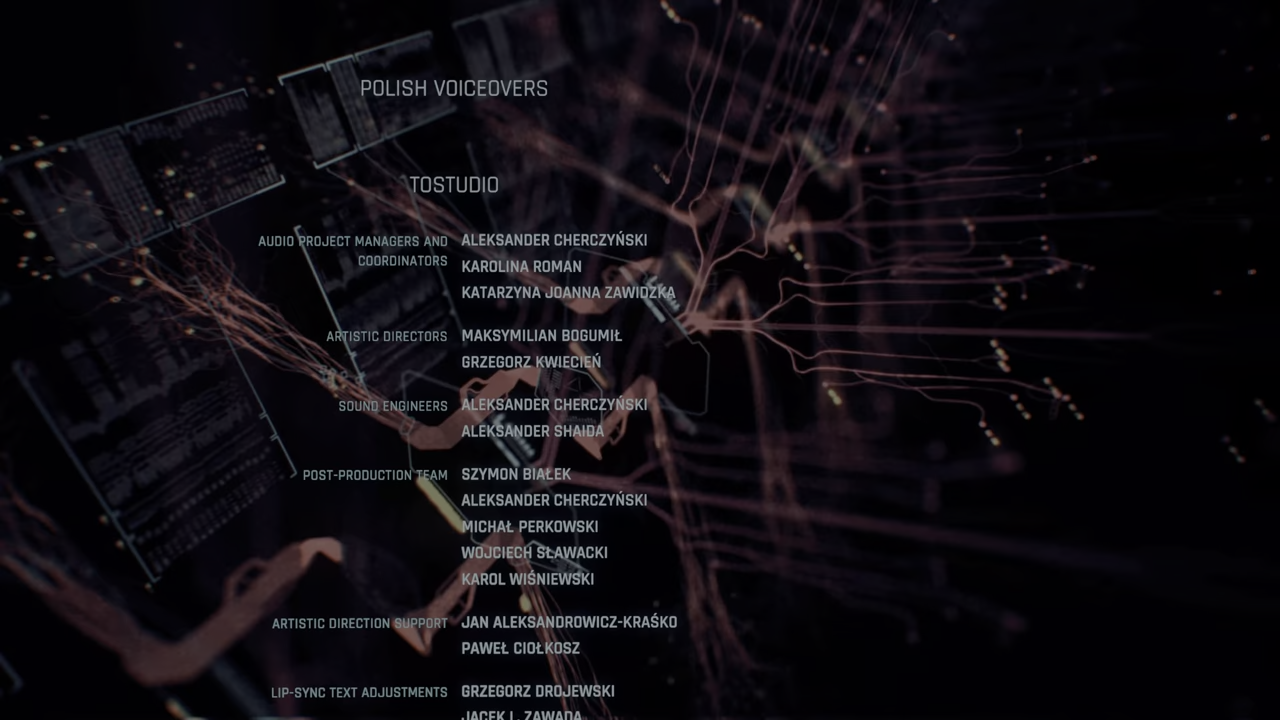 POLISH VOICEOVERS
TOSTUDIO
AUDIO PROJECT MANAGERS AND COORDINATORS
ALEKSANDER CHERCZYŃSKI
KAROLINA ROMAN
KATARZYNA JOANNA ZAWIDZKA
ARTISTIC DIRECTORS
MAKSYMILIAN BOGUMIŁ
GRZEGORZ KWIECIEŃ
SOUND ENGINEERS
ALEKSANDER CHERCZYŃSKI
ALEKSANDER SHAIDA
POST-PRODUCTION TEAM
SZYMON BIAŁEK
ALEKSANDER CHERCZYŃSKI
MICHAŁ PERKOWSKI
WOJCIECH SŁAWACKI
KAROL WIŚNIEWSKI
ARTISTIC DIRECTION SUPPORT
JAN ALEKSANDROWICZ-KRAŚKO
PAWEŁ CIOŁKOSZ
LIP-SYNC TEXT ADJUSTMENTS
GRZEGORZ DROJEWSKI
JACEK L. ZAWADA